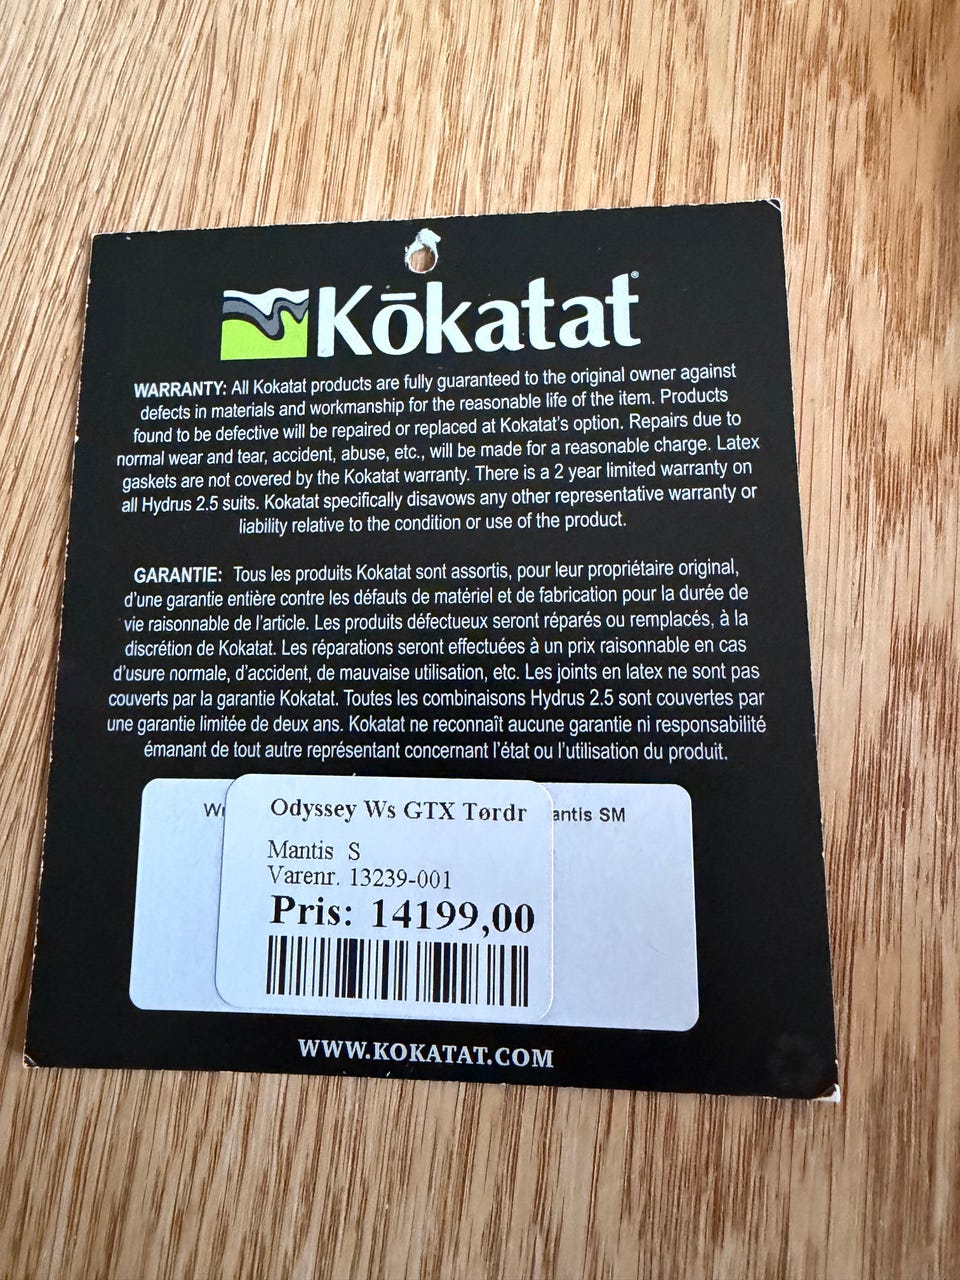 Kōkatat®
WARRANTY: All Kokatat products are fully guaranteed to the original owner against
defects in materials and workmanship for the reasonable life of the item. Products
found to be defective will be repaired or replaced at Kokatat's option. Repairs due to
normal wear and tear, accident, abuse, etc., will be made for a reasonable charge. Latex
gaskets are not covered by the Kokatat warranty. There is a 2 year limited warranty on
all Hydrus 2.5 suits. Kokatat specifically disavows any other representative warranty or
liability relative to the condition or use of the product.
GARANTIE: Tous les produits Kokatat sont assortis, pour leur propriétaire original,
d'une garantie entière contre les défauts de matériel et de fabrication pour la durée de
vie raisonnable de l'article. Les produits défectueux seront réparés ou remplacés, à la
discrétion de Kokatat. Les réparations seront effectuées à un prix raisonnable en cas
d'usure normale, d'accident, de mauvaise utilisation, etc. Les joints en latex ne sont pas
couverts par la garantie Kokatat. Toutes les combinaisons Hydrus 2.5 sont couvertes par
une garantie limitée de deux ans. Kokatat ne reconnaît aucune garantie ni responsabilité
émanant de tout autre représentant concernant l'état ou l'utilisation du produit.
Odyssey Ws GTX Tørdr
antis SM
Mantis S
Varenr. 13239-001
Pris: 14199,00
WWW.KOKATAT.COM